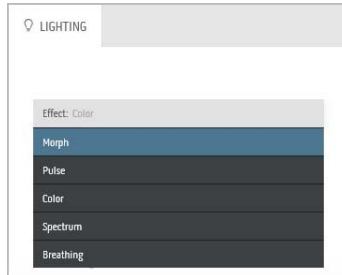 LIGHTING
Effect: Color
Morph
Pulse
Color
Spectrum
Breathing